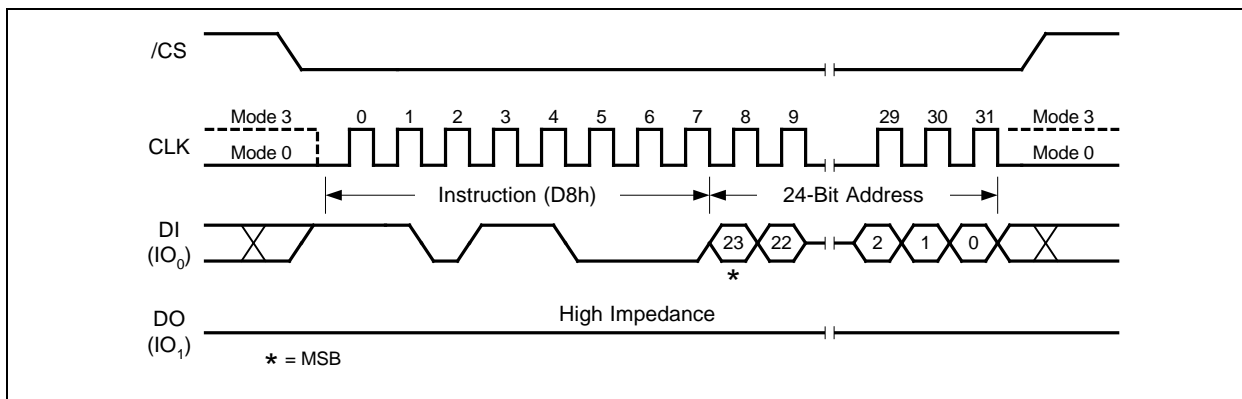 /CS
Mode 3 0 1 2 3 4 5 6 7 8 9 29 30 31 Mode 3
CLK
Mode 0 Mode 0
Instruction (D8h) 24-Bit Address
DI
(IO0)
23 22 2 1 0
*
DO
(IO1)
High Impedance
* = MSB